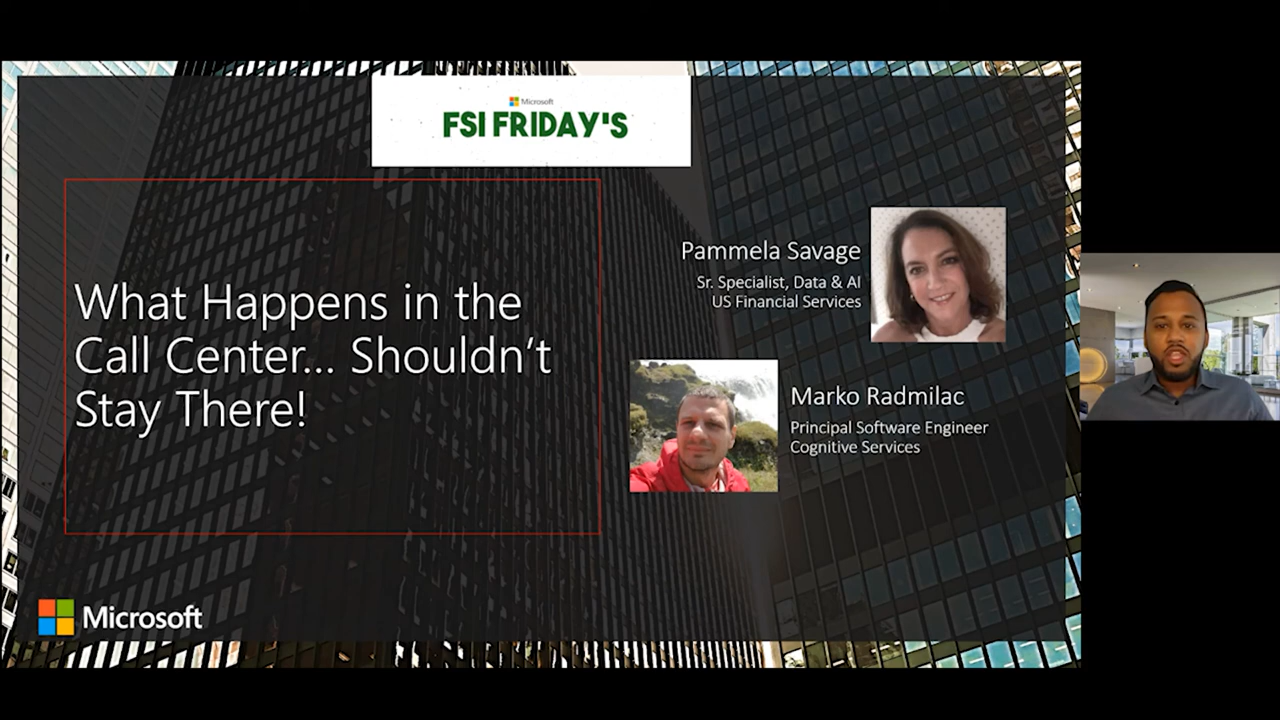 Microsoft
FSI FRIDAY'S
What Happens in the
Call Center... Shouldn't
Stay There!
Pammela Savage
Sr. Specialist, Data & AI
US Financial Services
Marko Radmilac
Principal Software Engineer
Cognitive Services
Microsoft